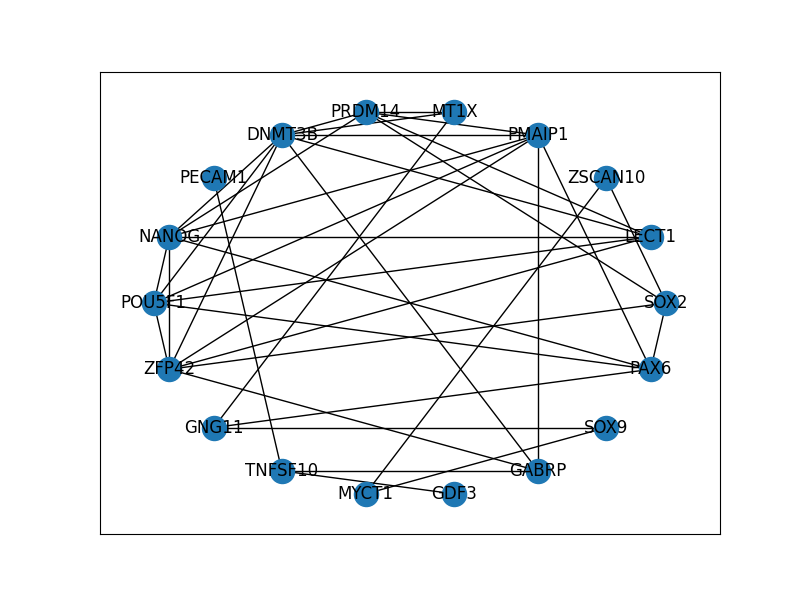 PRDM14
MT1X
DNMT3B
PMAIP1
PECAM1
ZSCAN10
NANOG
LECT1
POU5F1
SOX2
ZFP42
PAX6
GNG11
SOX9
TNFSF10
GABRP
MYCT1
GDF3